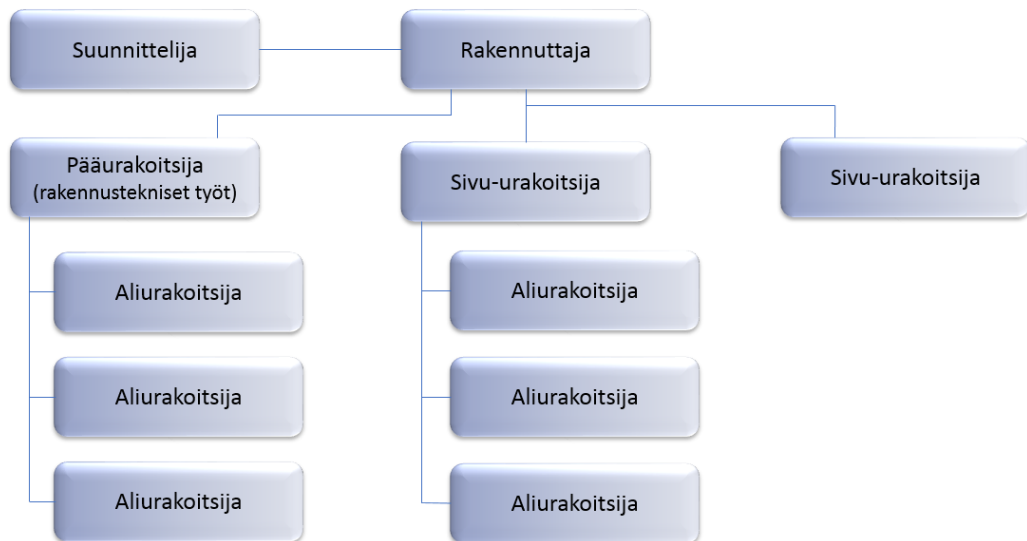 Suunnittelija
Rakennuttaja
Pääurakoitsija
(rakennustekniset työt)
Sivu-urakoitsija
Sivu-urakoitsija
Aliurakoitsija
Aliurakoitsija
Aliurakoitsija
Aliurakoitsija
Aliurakoitsija
Aliurakoitsija